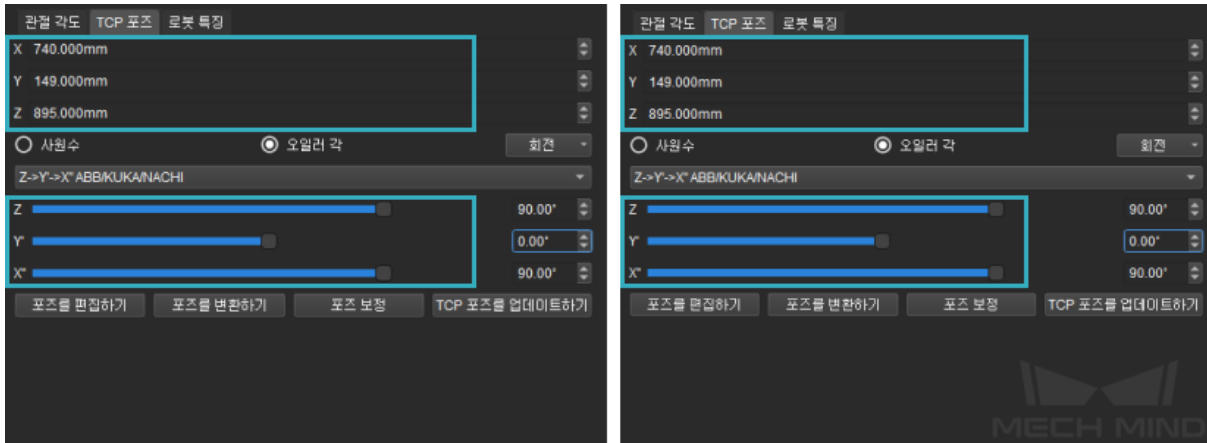 관절 각도 TCP 포즈 로봇 특징
X 740.000mm
Y 149.000mm
Z 895.000mm
사원수 오일러 각 회전
Z->Y'->X" ABB/KUKA/NACHI
Z 90.00°
Y' 0.00°
X" 90.00°
포즈를 편집하기 포즈를 변환하기 포즈 보정 TCP 포즈를 업데이트하기
관절 각도 TCP 포즈 로봇 특징
X 740.000mm
Y 149.000mm
Z 895.000mm
사원수 오일러 각 회전
Z->Y'->X" ABB/KUKA/NACHI
Z 90.00°
Y' 0.00°
X" 90.00°
포즈를 편집하기 포즈를 변환하기 포즈 보정 TCP 포즈를 업데이트하기
MECH MIND